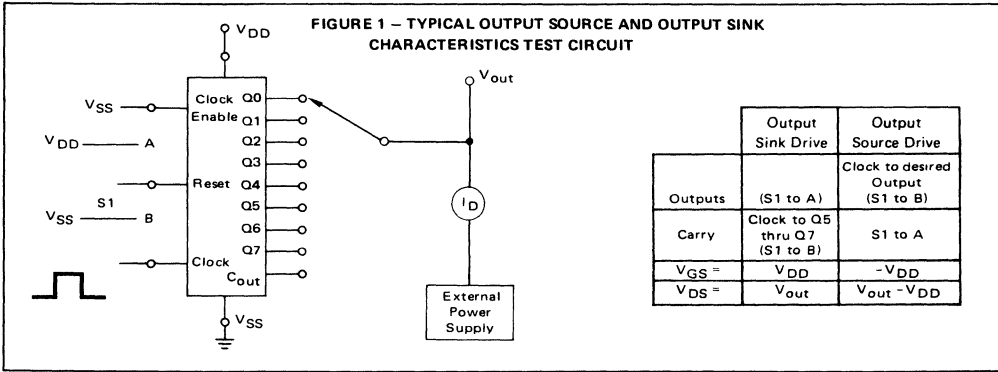 FIGURE 1 – TYPICAL OUTPUT SOURCE AND OUTPUT SINK
CHARACTERISTICS TEST CIRCUIT
VDD
Vout
VSS
Clock
Enable
Q0
Q1
VDD
A
Q2
Q3
Reset
Q4
S1
Q5
VSS
B
Q6
Q7
Clock
Cout
VSS
ID
External
Power
Supply
Output
Sink Drive
Output
Source Drive
Outputs
(S1 to A)
Clock to desired
Output
(S1 to B)
Carry
Clock to Q5
thru Q7
(S1 to B)
S1 to A
VGS =
VDD
-VDD
VDS =
Vout
Vout -VDD